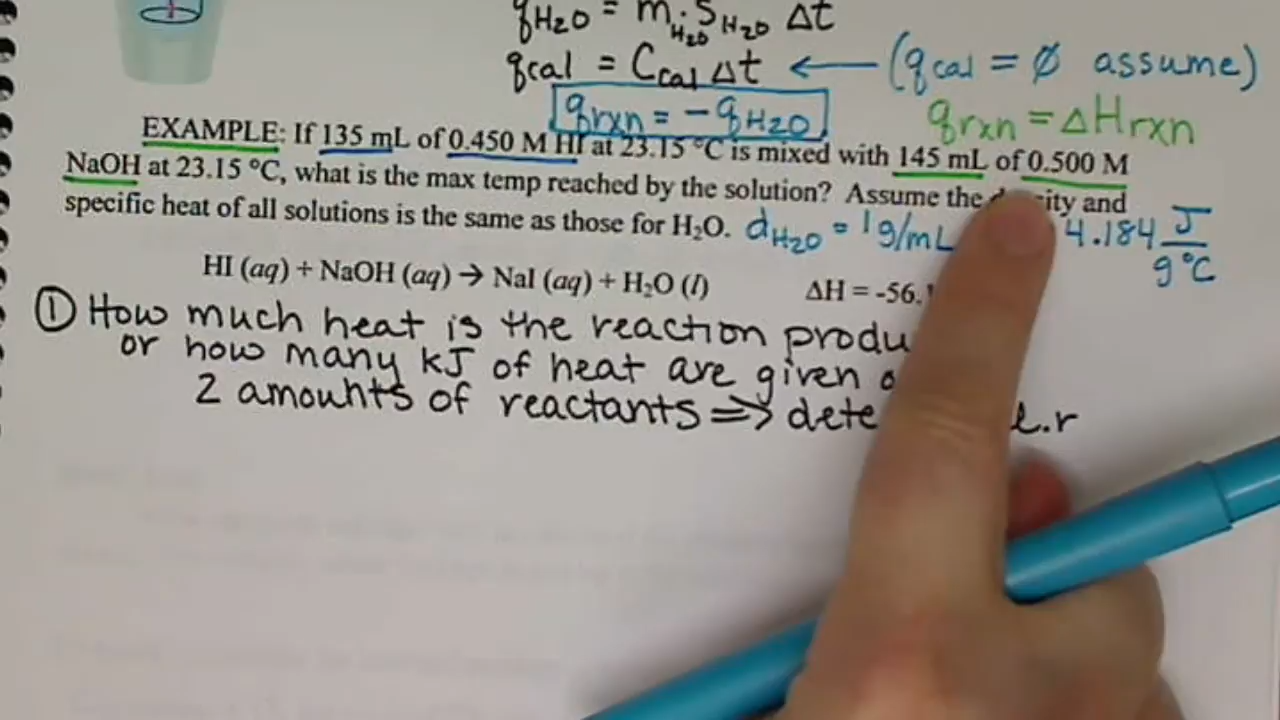 qH₂O = mH₂O · SH₂O Δt
qcal = Ccal Δt ← (qcal = ∅ assume)
qrxn = -qH₂O qrxn = ΔHrxn
EXAMPLE: If 135 mL of 0.450 M HI at 23.15 °C is mixed with 145 mL of 0.500 M
NaOH at 23.15 °C, what is the max temp reached by the solution? Assume the and
specific heat of all solutions is the same as those for H₂O. dH₂O = 1g/mL 4.184 J/g°C
HI (aq) + NaOH (aq) → NaI (aq) + H₂O (l) ΔH = -56.
① How much heat is the reaction
or how many kJ of heat are given
2 amounts of reactants ⇒ l.r